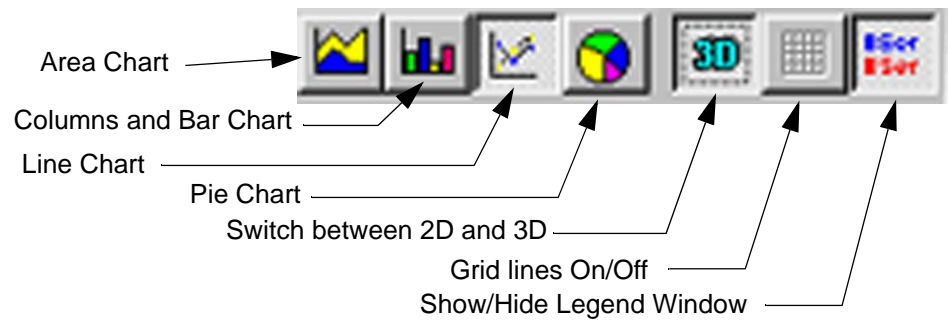 3D
Area Chart
Columns and Bar Chart
Line Chart
Pie Chart
Switch between 2D and 3D
Grid lines On/Off
Show/Hide Legend Window